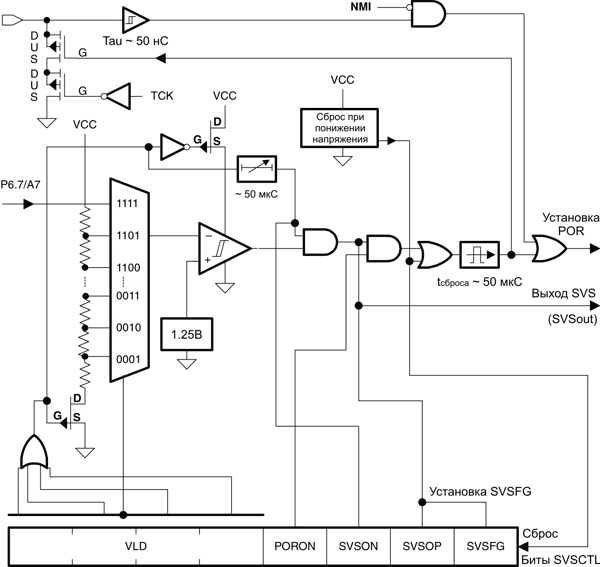 NMI
Tau ~ 50 нС
D
U
S
G
D
U
S
G
TCK
VCC
VCC
VCC
Сброс при
понижении
напряжения
D
G
S
P6.7/A7
~ 50 мкС
1111
1101
1100
0011
0010
0001
−
+
1.25В
Установка
POR
tсброса ~ 50 мкС
Выход SVS
(SVSout)
D
G
S
Установка SVSFG
VLD
PORON
SVSON
SVSOP
SVSFG
Сброс
Биты SVSCTL